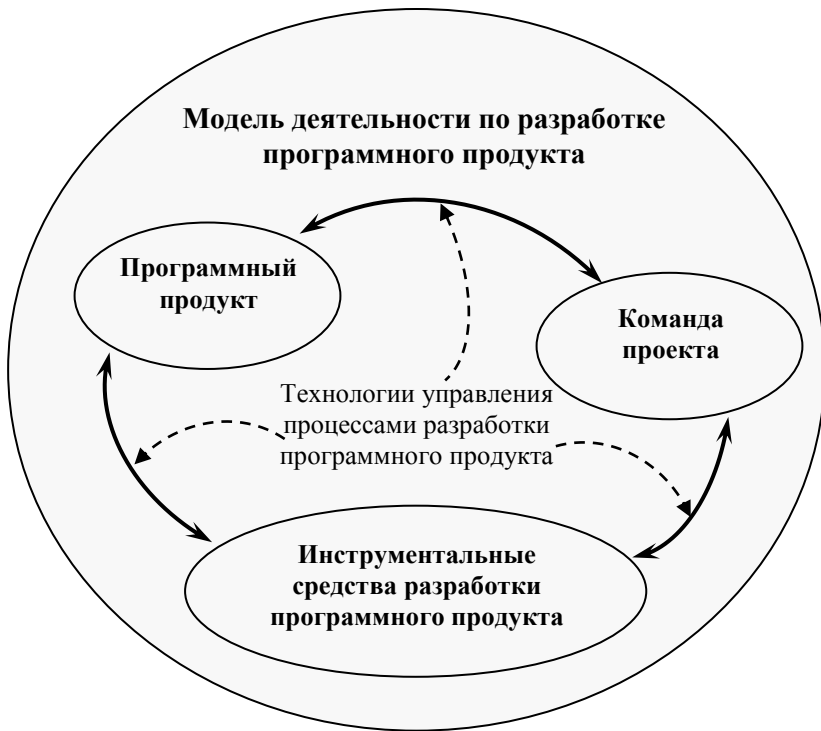 Модель деятельности по разработке
программного продукта
Программный
продукт
Команда
проекта
Технологии управления
процессами разработки
программного продукта
Инструментальные
средства разработки
программного продукта